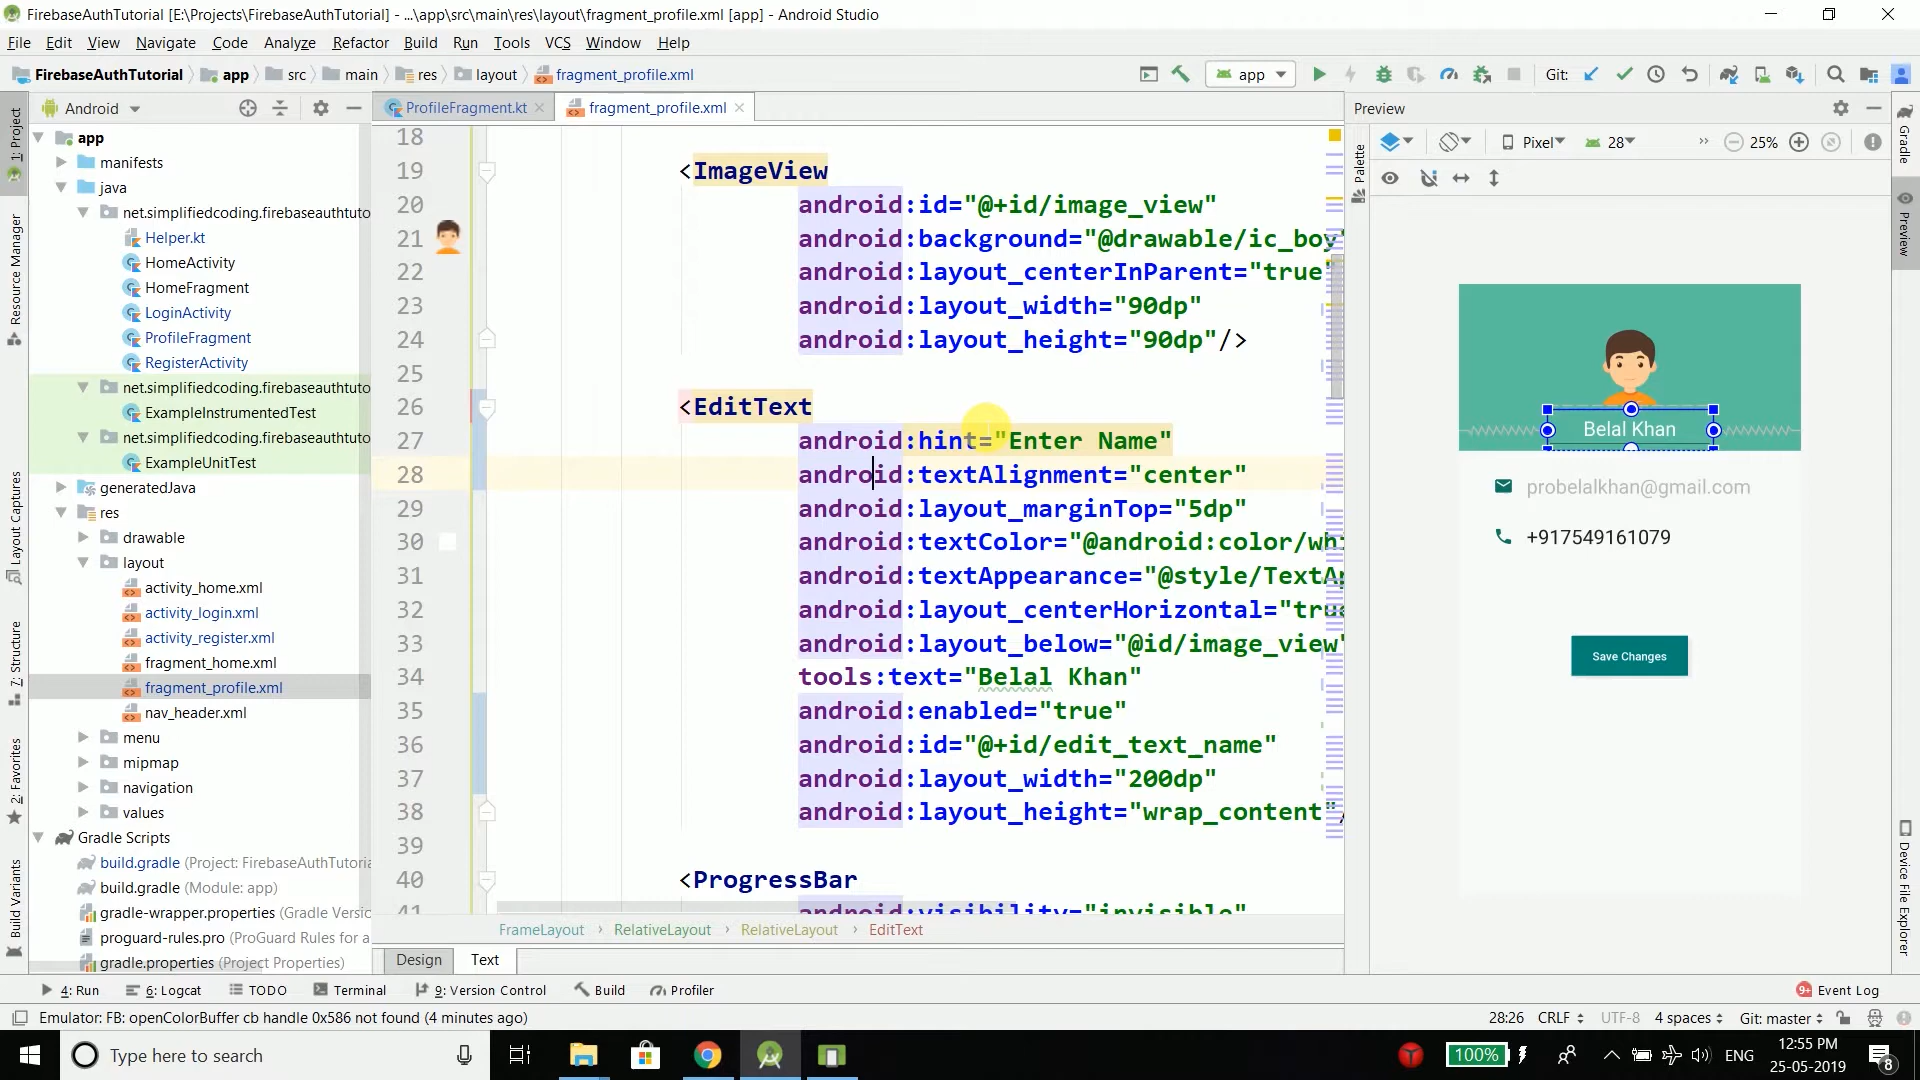 FirebaseAuthTutorial [E:\Projects\FirebaseAuthTutorial] - ...\app\src\main\res\layout\fragment_profile.xml [app] - Android Studio
File Edit View Navigate Code Analyze Refactor Build Run Tools VCS Window Help
FirebaseAuthTutorial app src main res layout fragment_profile.xml
app
Git:
Android
ProfileFragment.kt
fragment_profile.xml
Preview
1: Project
Resource Manager
Layout Captures
7: Structure
2: Favorites
Build Variants
app
manifests
java
net.simplifiedcoding.firebaseauthtuto
Helper.kt
HomeActivity
HomeFragment
LoginActivity
ProfileFragment
RegisterActivity
net.simplifiedcoding.firebaseauthtuto
ExampleInstrumentedTest
net.simplifiedcoding.firebaseauthtuto
ExampleUnitTest
generatedJava
res
drawable
layout
activity_home.xml
activity_login.xml
activity_register.xml
fragment_home.xml
fragment_profile.xml
nav_header.xml
menu
mipmap
navigation
values
Gradle Scripts
build.gradle (Project: FirebaseAuthTutoria
build.gradle (Module: app)
gradle-wrapper.properties (Gradle Versio
proguard-rules.pro (ProGuard Rules for a
gradle.properties (Project Properties)
18
19 <ImageView
20 android:id="@+id/image_view"
21 android:background="@drawable/ic_boy"
22 android:layout_centerInParent="true"
23 android:layout_width="90dp"
24 android:layout_height="90dp"/>
25
26 <EditText
27 android:hint="Enter Name"
28 android:textAlignment="center"
29 android:layout_marginTop="5dp"
30 android:textColor="@android:color/whi
31 android:textAppearance="@style/TextAp
32 android:layout_centerHorizontal="true
33 android:layout_below="@id/image_view"
34 tools:text="Belal Khan"
35 android:enabled="true"
36 android:id="@+id/edit_text_name"
37 android:layout_width="200dp"
38 android:layout_height="wrap_content"/
39
40 <ProgressBar
41 android:visibility="invisible"
FrameLayout › RelativeLayout › RelativeLayout › EditText
Design Text
Palette
Pixel 28 » 25%
Belal Khan
probelalkhan@gmail.com
+917549161079
Save Changes
Gradle
Preview
Device File Explorer
4: Run 6: Logcat TODO Terminal 9: Version Control Build Profiler
9+ Event Log
Emulator: FB: openColorBuffer cb handle 0x586 not found (4 minutes ago)
28:26 CRLF UTF-8 4 spaces Git: master
Type here to search
100%
ENG
12:55 PM
25-05-2019
8